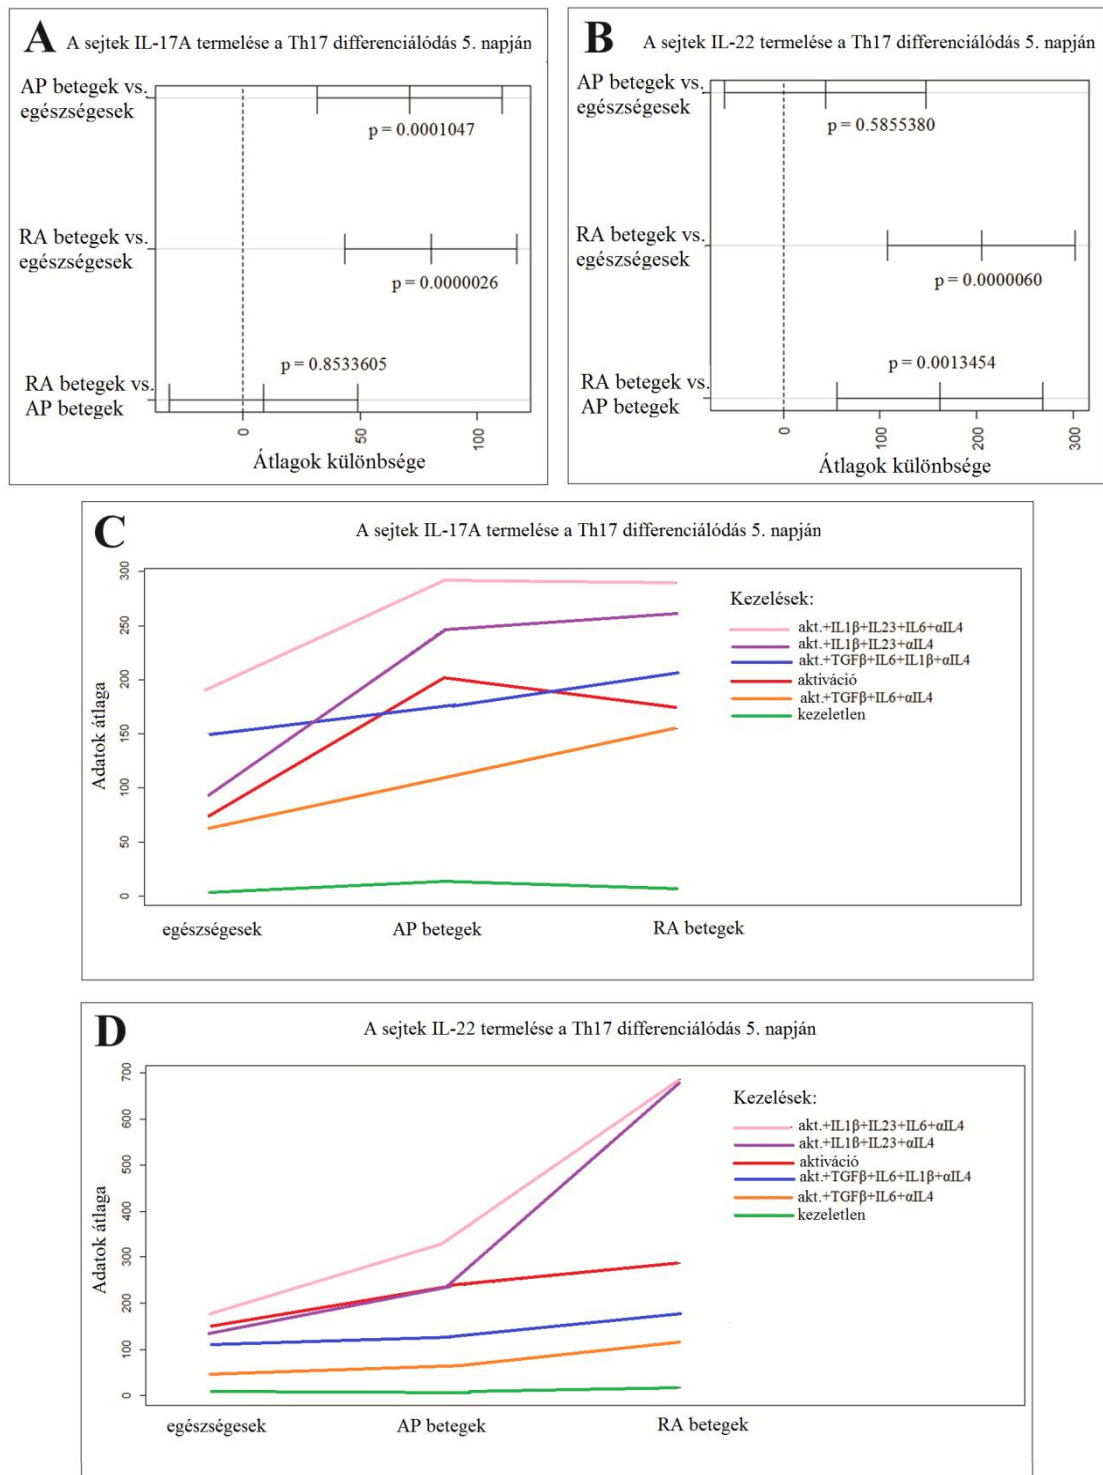 A
A sejtek IL-17A termelése a Th17 differenciálódás 5. napján
AP betegek vs.
egészségesek
p = 0.0001047
RA betegek vs.
egészségesek
p = 0.0000026
p = 0.8533605
RA betegek vs.
AP betegek
0
50
100
Átlagok különbsége
B
A sejtek IL-22 termelése a Th17 differenciálódás 5. napján
AP betegek vs.
egészségesek
p = 0.5855380
RA betegek vs.
egészségesek
p = 0.0000060
p = 0.0013454
RA betegek vs.
AP betegek
0
100
200
300
Átlagok különbsége
C
A sejtek IL-17A termelése a Th17 differenciálódás 5. napján
Adatok átlaga
300
250
200
150
100
50
0
Kezelések:
akt.+IL1β+IL23+IL6+αIL4
akt.+IL1β+IL23+αIL4
akt.+TGFβ+IL6+IL1β+αIL4
aktiváció
akt.+TGFβ+IL6+αIL4
kezeletlen
egészségesek
AP betegek
RA betegek
D
A sejtek IL-22 termelése a Th17 differenciálódás 5. napján
Adatok átlaga
700
600
500
400
300
200
100
0
Kezelések:
akt.+IL1β+IL23+IL6+αIL4
akt.+IL1β+IL23+αIL4
aktiváció
akt.+TGFβ+IL6+IL1β+αIL4
akt.+TGFβ+IL6+αIL4
kezeletlen
egészségesek
AP betegek
RA betegek